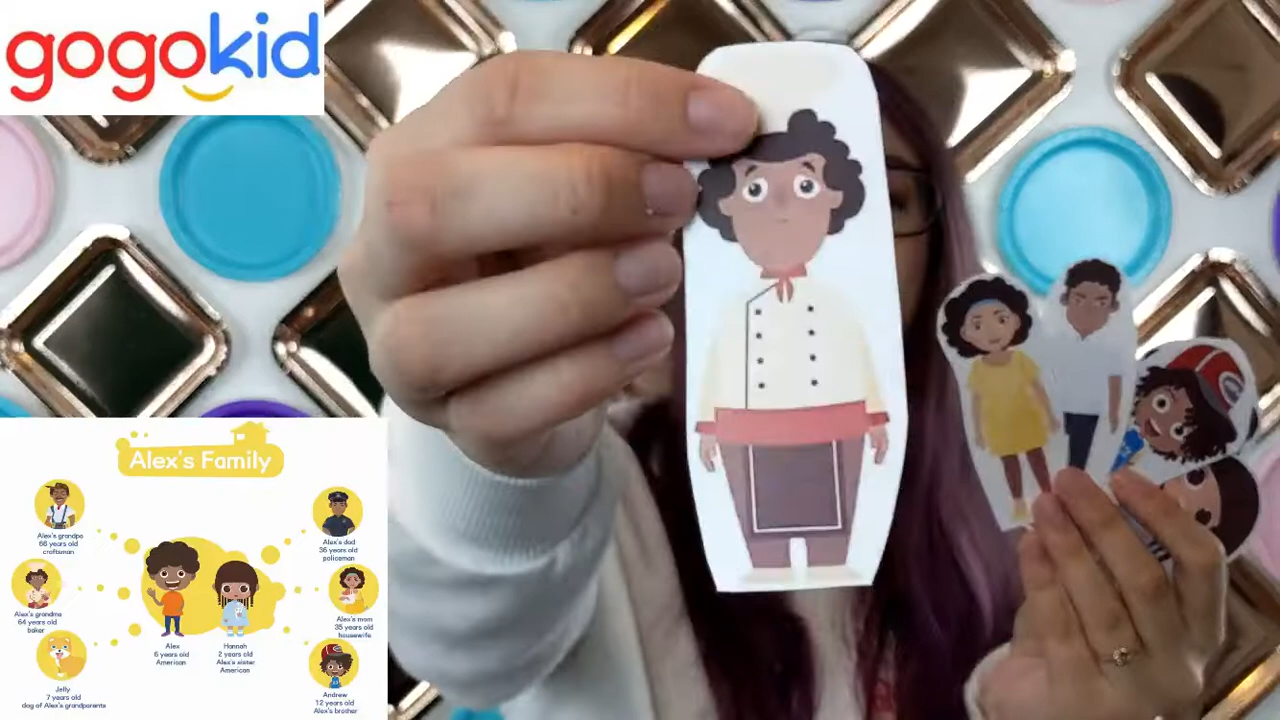 gogokid
Alex's Family
Alex's grandpa
66 years old
craftsman
Alex's dad
36 years old
policeman
Alex's grandma
64 years old
baker
Alex's mom
35 years old
housewife
Alex
6 years old
American
Hannah
2 years old
Alex's sister
American
Jelly
7 years old
dog of Alex's grandparents
Andrew
12 years old
Alex's brother